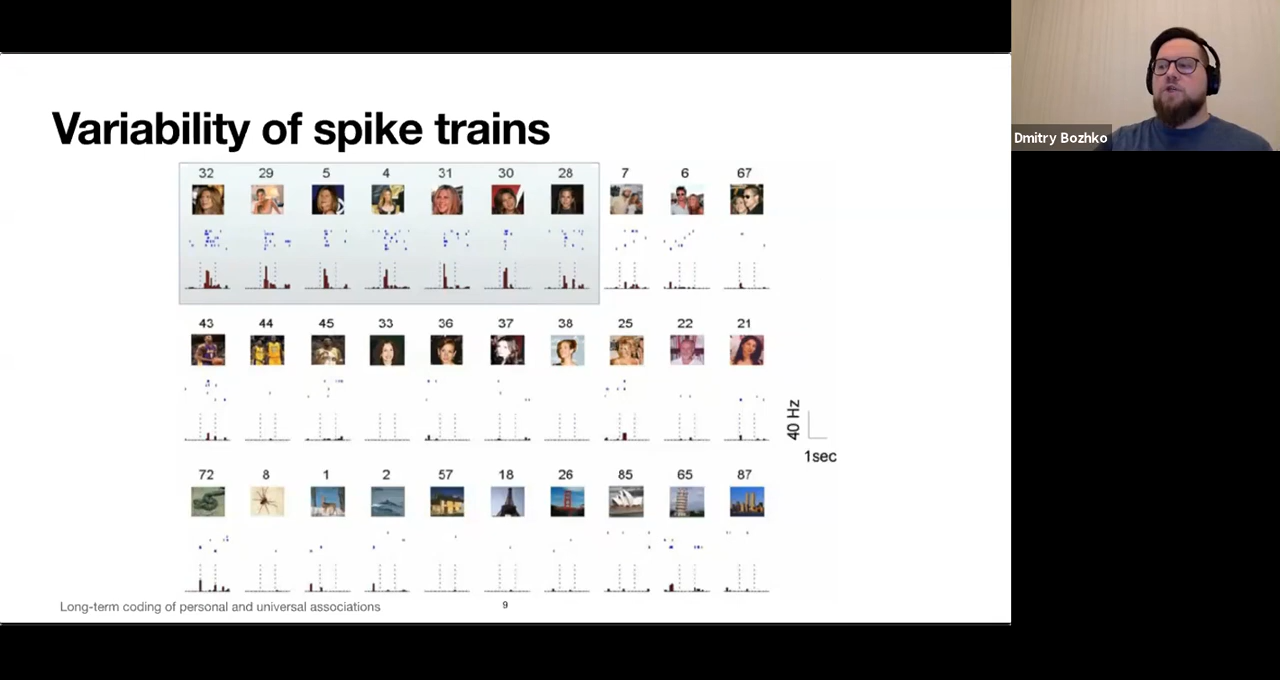 Variability of spike trains
32 29 5 4 31 30 28 7 6 67
43 44 45 33 36 37 38 25 22 21
40 Hz
1sec
72 8 1 2 57 18 26 85 65 87
Long-term coding of personal and universal associations
9
Dmitry Bozhko